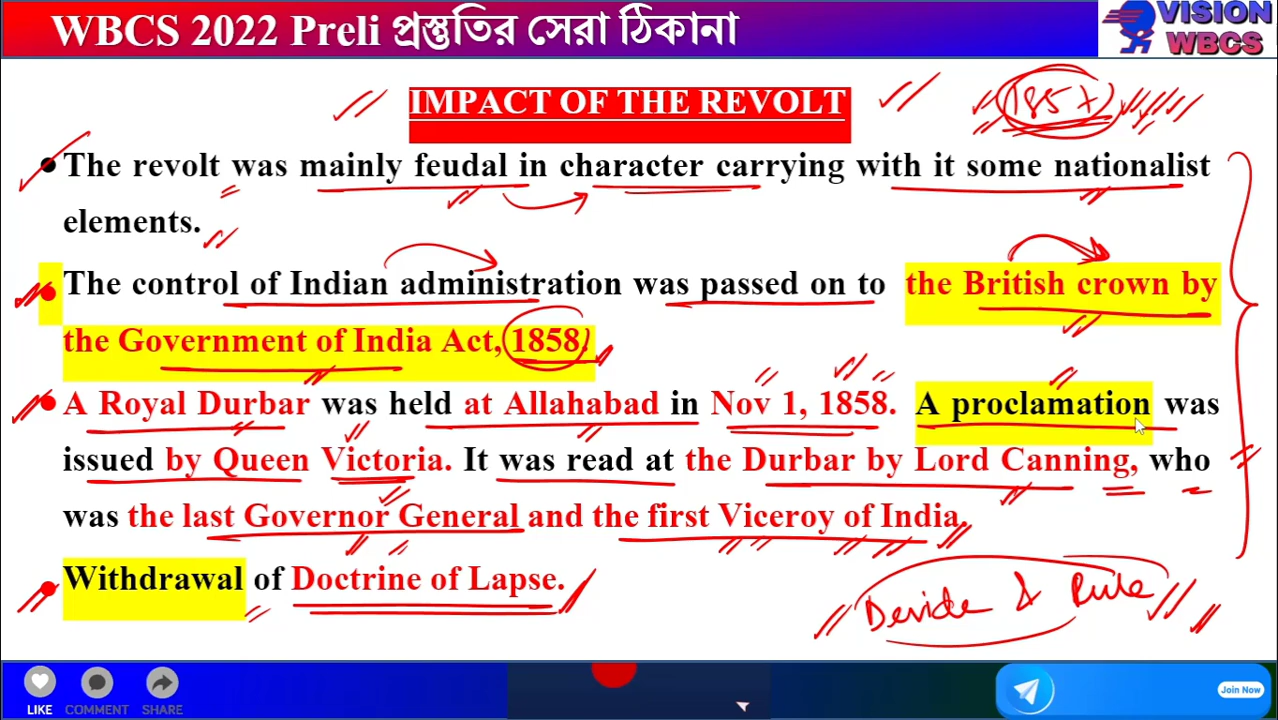 WBCS 2022 Preli প্রস্তুতির সেরা ঠিকানা
VISION
WBCS
IMPACT OF THE REVOLT
1857
• The revolt was mainly feudal in character carrying with it some nationalist
elements.
• The control of Indian administration was passed on to the British crown by
the Government of India Act, 1858.
• A Royal Durbar was held at Allahabad in Nov 1, 1858. A proclamation was
issued by Queen Victoria. It was read at the Durbar by Lord Canning, who
was the last Governor General and the first Viceroy of India.
• Withdrawal of Doctrine of Lapse.
Devide & Rule
LIKE COMMENT SHARE
Join Now